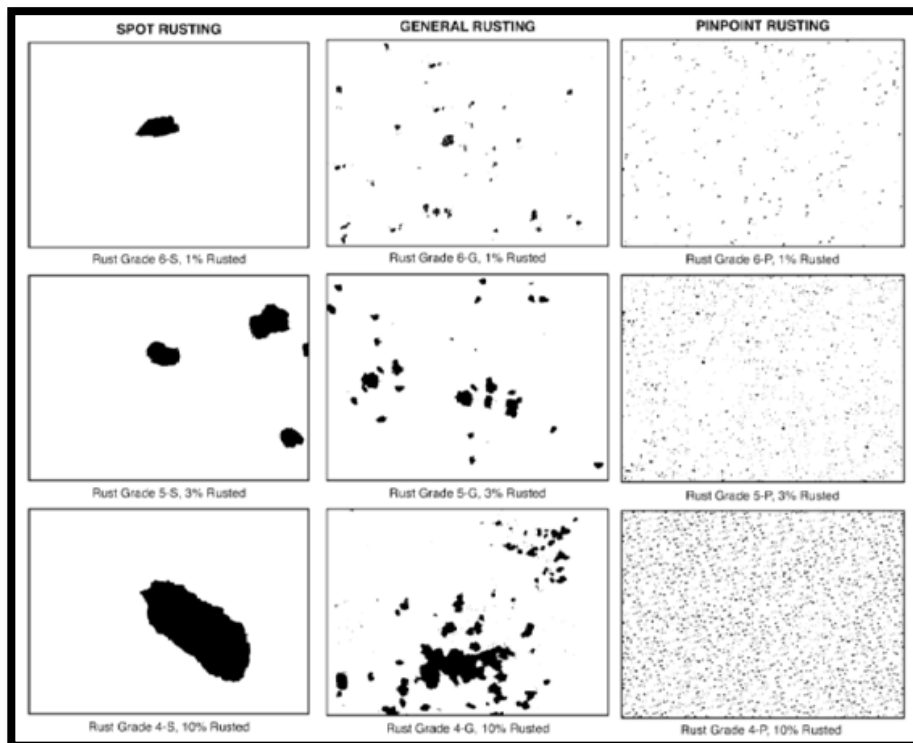 SPOT RUSTING GENERAL RUSTING PINPOINT RUSTING
Rust Grade 6-S, 1% Rusted Rust Grade 6-G, 1% Rusted Rust Grade 6-P, 1% Rusted
Rust Grade 5-S, 3% Rusted Rust Grade 5-G, 3% Rusted Rust Grade 5-P, 3% Rusted
Rust Grade 4-S, 10% Rusted Rust Grade 4-G, 10% Rusted Rust Grade 4-P, 10% Rusted